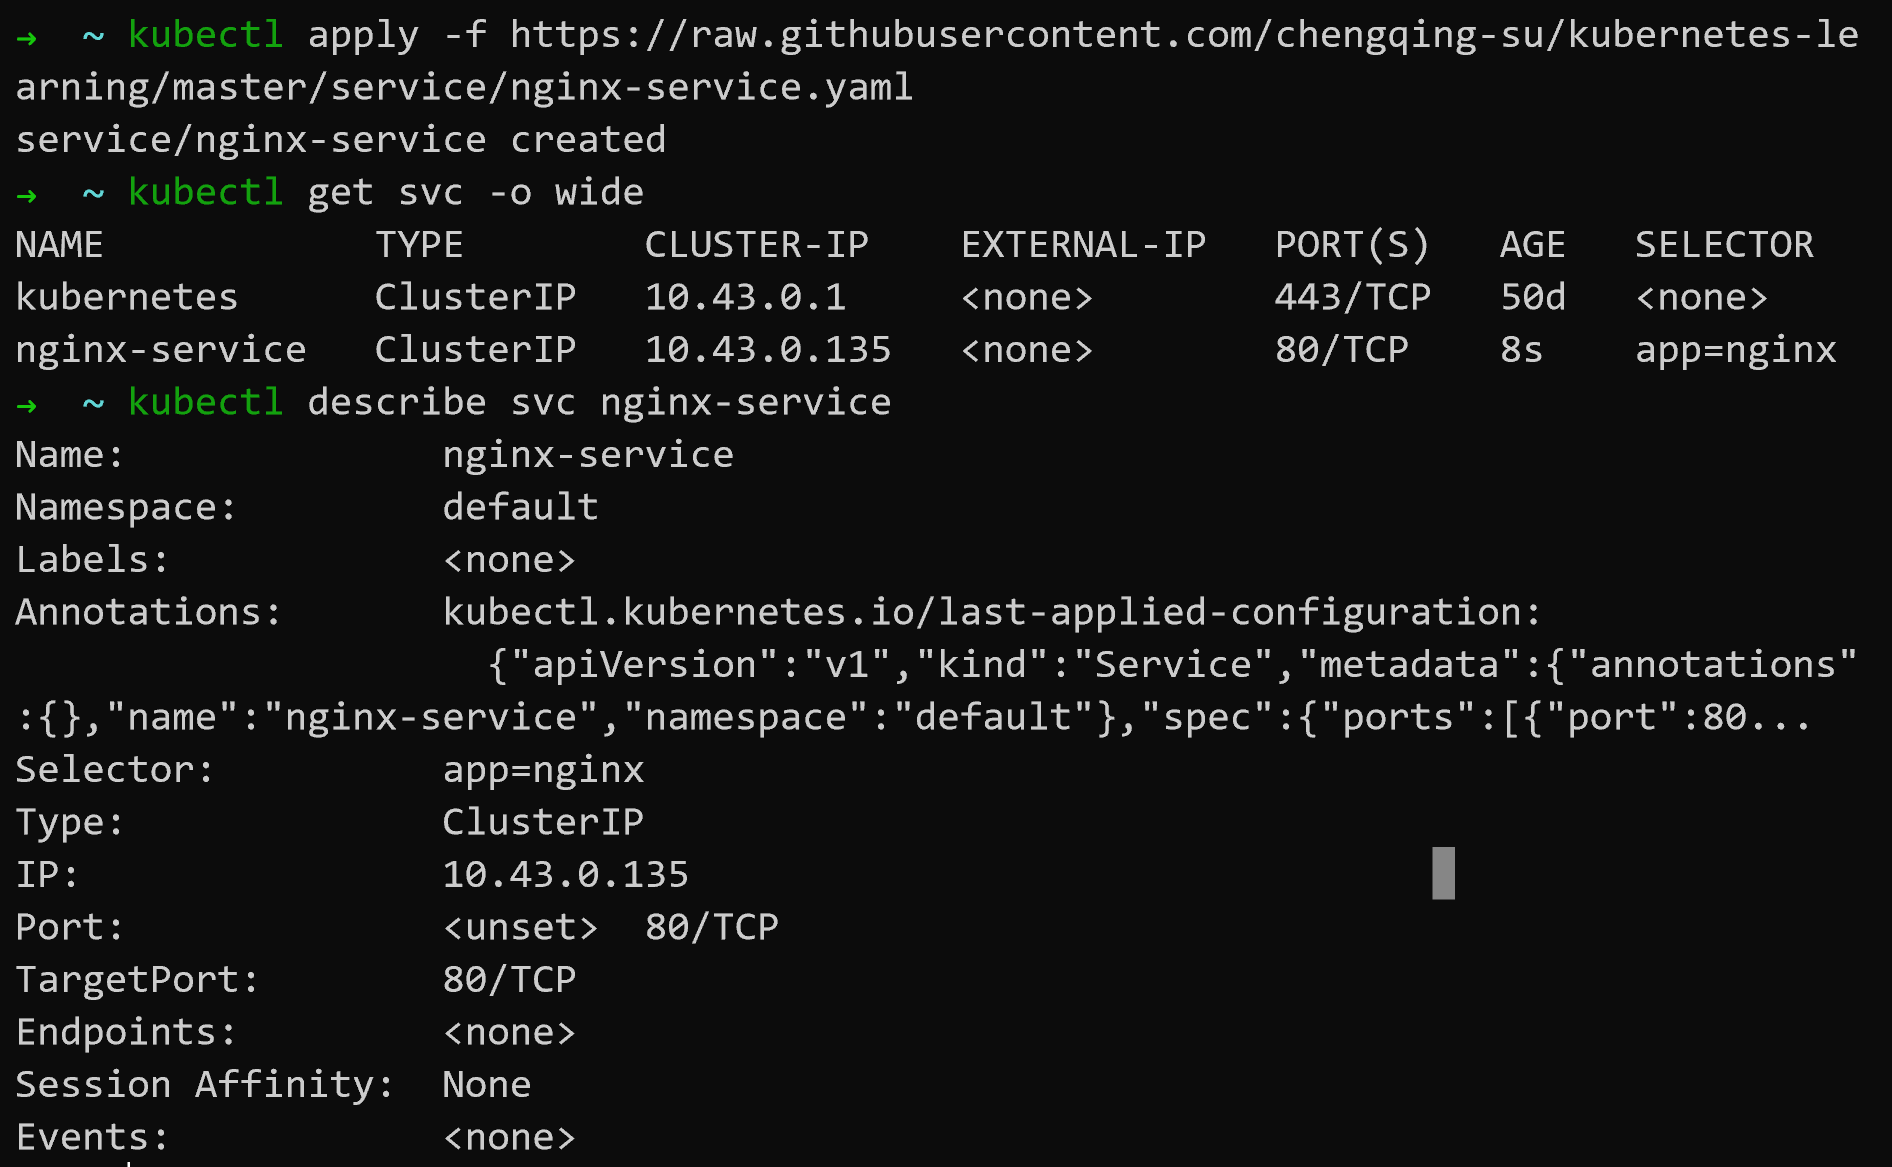 →  ~ kubectl apply -f https://raw.githubusercontent.com/chengqing-su/kubernetes-le
arning/master/service/nginx-service.yaml
service/nginx-service created
→  ~ kubectl get svc -o wide
NAME            TYPE        CLUSTER-IP    EXTERNAL-IP   PORT(S)   AGE   SELECTOR
kubernetes      ClusterIP   10.43.0.1     <none>        443/TCP   50d   <none>
nginx-service   ClusterIP   10.43.0.135   <none>        80/TCP    8s    app=nginx
→  ~ kubectl describe svc nginx-service
Name:              nginx-service
Namespace:         default
Labels:            <none>
Annotations:       kubectl.kubernetes.io/last-applied-configuration:
                     {"apiVersion":"v1","kind":"Service","metadata":{"annotations"
:{},"name":"nginx-service","namespace":"default"},"spec":{"ports":[{"port":80...
Selector:          app=nginx
Type:              ClusterIP
IP:                10.43.0.135
Port:              <unset>  80/TCP
TargetPort:        80/TCP
Endpoints:         <none>
Session Affinity:  None
Events:            <none>